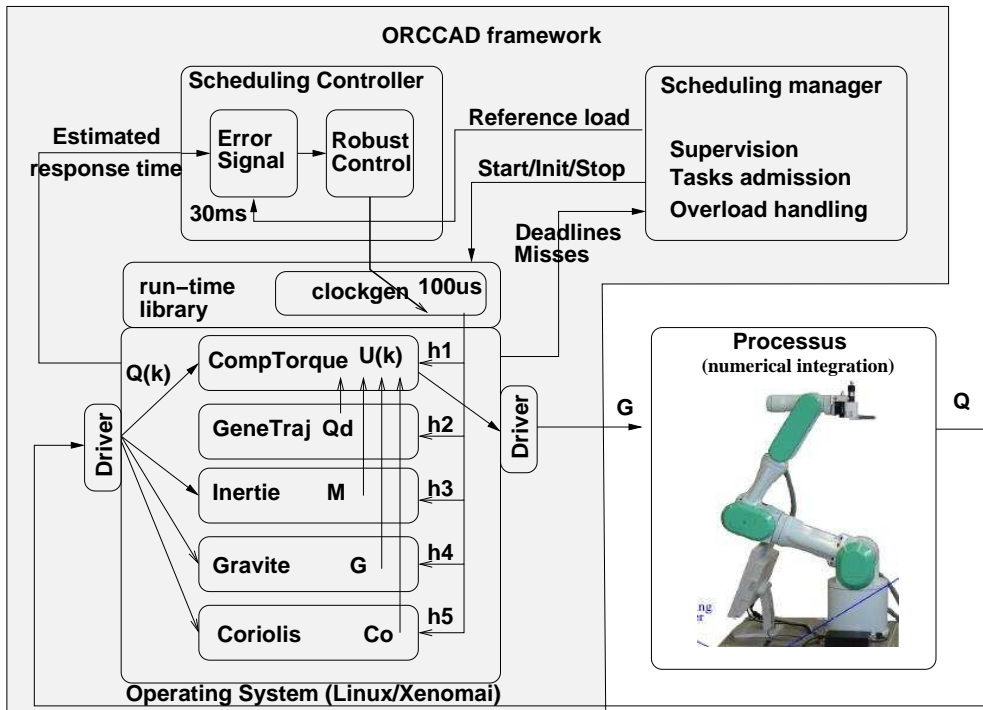 ORCCAD framework
Scheduling Controller
Scheduling manager
Estimated
response time
Error
Signal
Robust
Control
30ms
Reference load
Start/Init/Stop
Supervision
Tasks admission
Overload handling
Deadlines
Misses
run-time
library
clockgen
100us
Q(k)
CompTorque U(k)
h1
GeneTraj Qd
h2
Inertie M
h3
Gravite G
h4
Coriolis Co
h5
Driver
Driver
G
Processus
(numerical integration)
Q
ing
er
Operating System (Linux/Xenomai)